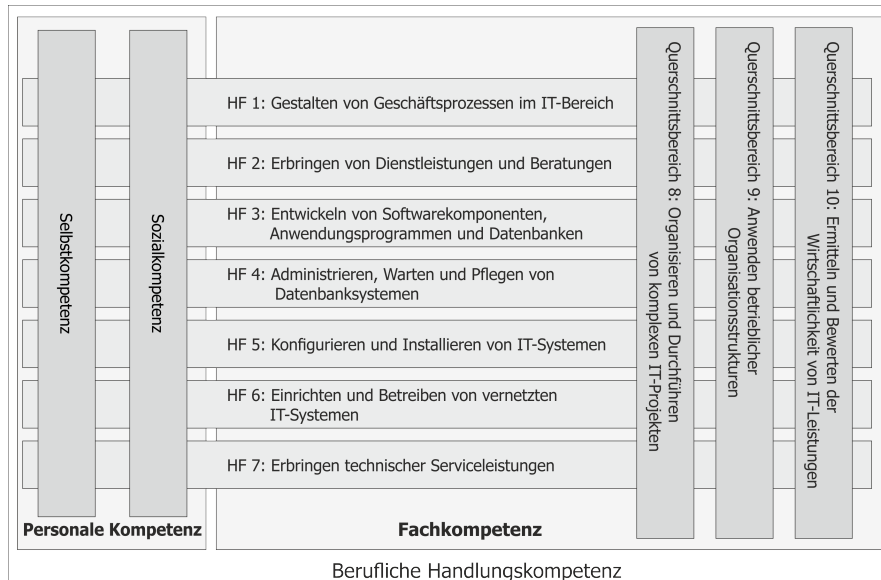 Selbstkompetenz
Sozialkompetenz
Personale Kompetenz
HF 1: Gestalten von Geschäftsprozessen im IT-Bereich
HF 2: Erbringen von Dienstleistungen und Beratungen
HF 3: Entwickeln von Softwarekomponenten,
Anwendungsprogrammen und Datenbanken
HF 4: Administrieren, Warten und Pflegen von
Datenbanksystemen
HF 5: Konfigurieren und Installieren von IT-Systemen
HF 6: Einrichten und Betreiben von vernetzten
IT-Systemen
HF 7: Erbringen technischer Serviceleistungen
Querschnittsbereich 8: Organisieren und Durchführen
von komplexen IT-Projekten
Querschnittsbereich 9: Anwenden betrieblicher
Organisationsstrukturen
Querschnittsbereich 10: Ermitteln und Bewerten der
Wirtschaftlichkeit von IT-Leistungen
Fachkompetenz
Berufliche Handlungskompetenz